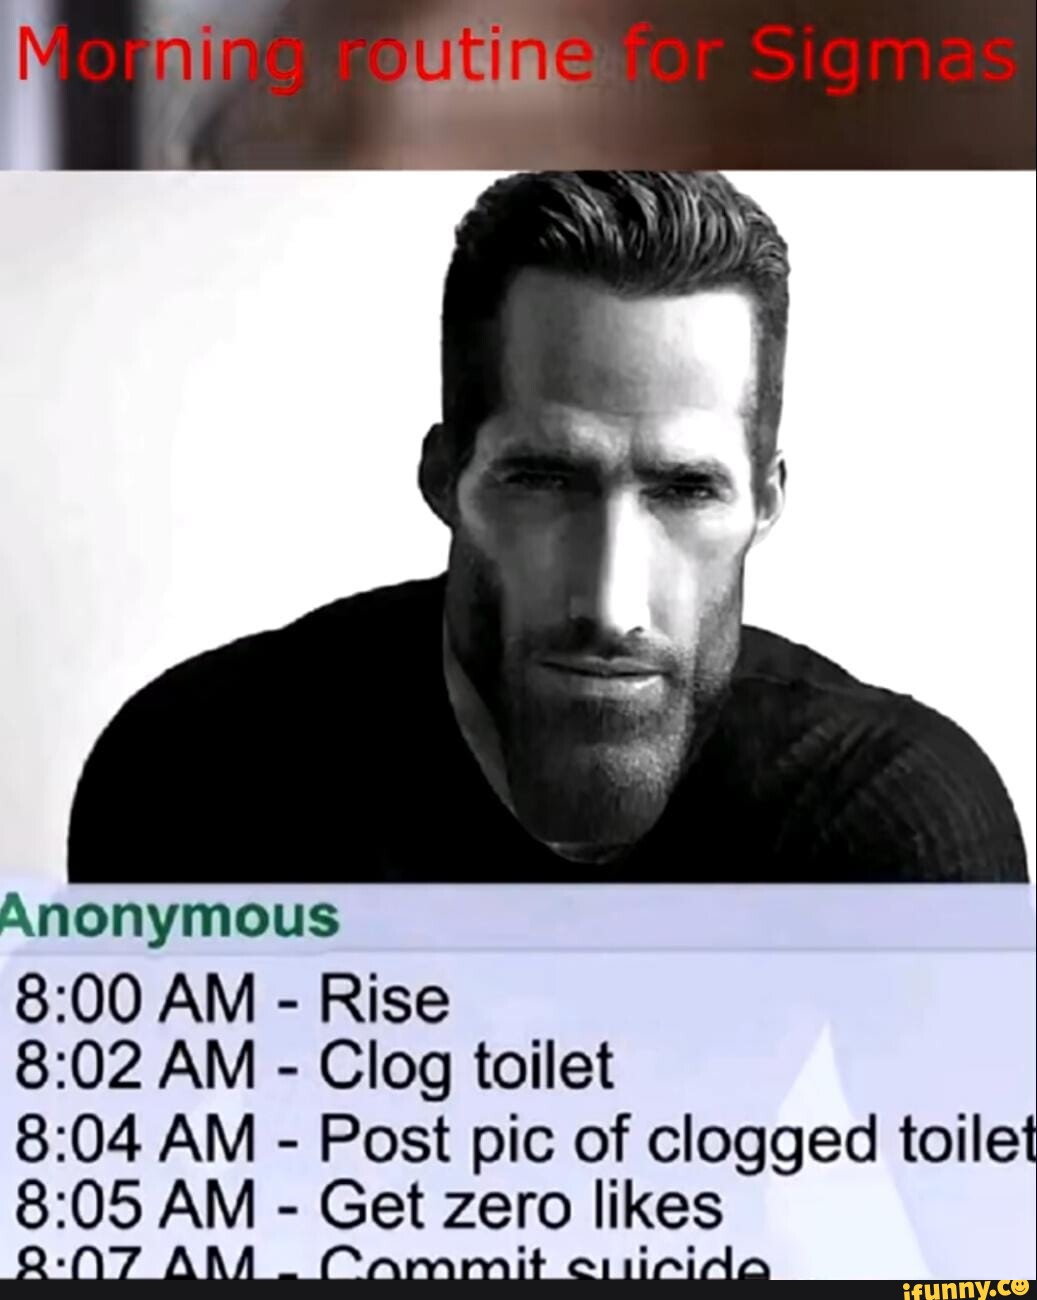 Morning routine for Sigmas
Anonymous
8:00 AM - Rise
8:02 AM - Clog toilet
8:04 AM - Post pic of clogged toilet
8:05 AM - Get zero likes
8:07 AM - Commit suicide
ifunny.co